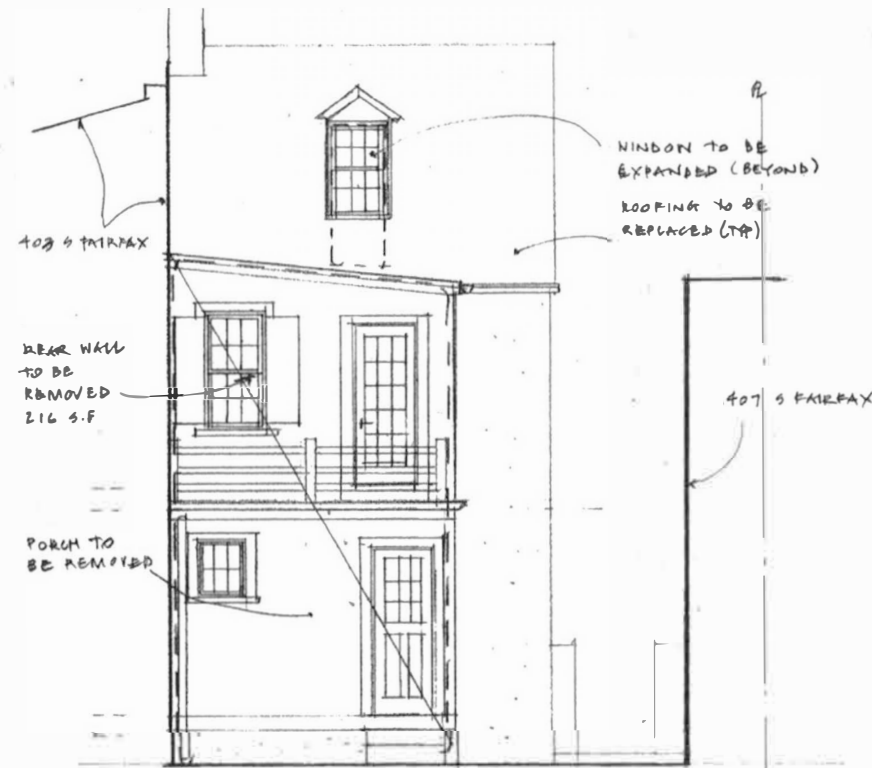 PL
WINDOW TO BE
EXPANDED (BEYOND)
ROOFING TO BE
REPLACED (TYP)
403 S FAIRFAX
REAR WALL
TO BE
REMOVED
216 S.F
407 S FAIRFAX
PORCH TO
BE REMOVED